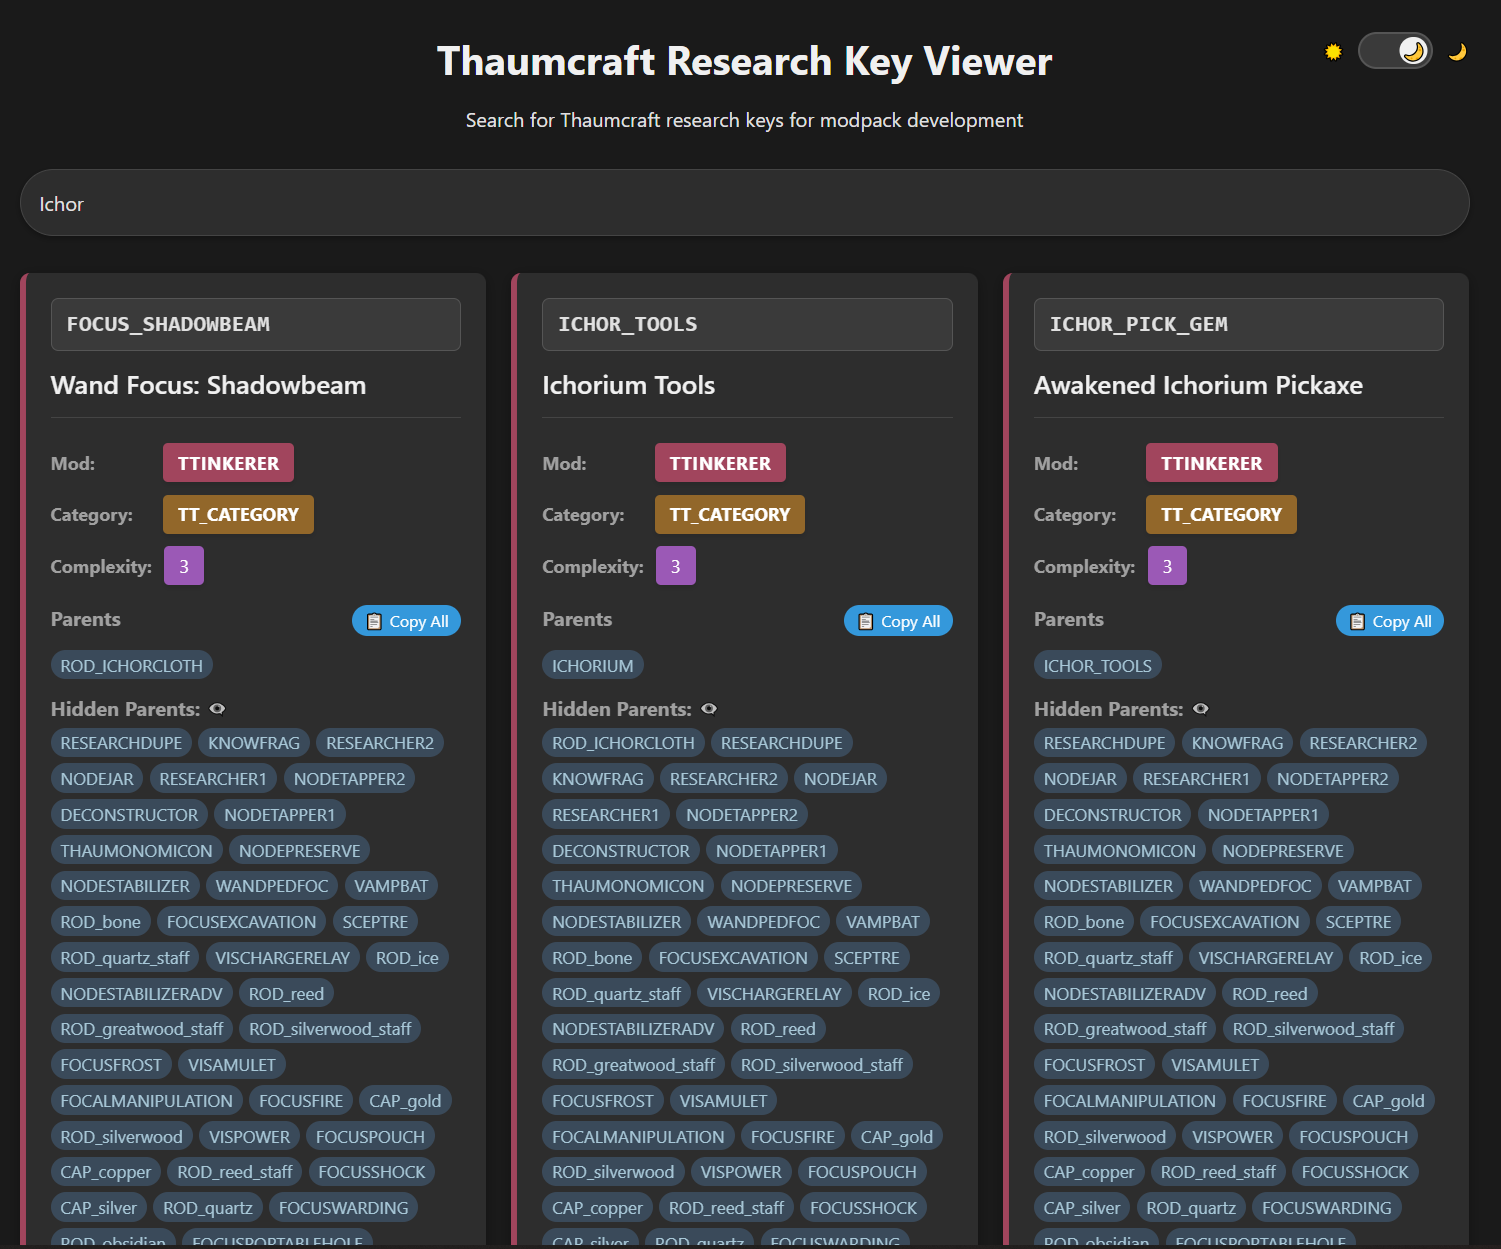 Thaumcraft Research Key Viewer
Search for Thaumcraft research keys for modpack development
Ichor
FOCUS_SHADOWBEAM
Wand Focus: Shadowbeam
Mod: TTINKERER
Category: TT_CATEGORY
Complexity: 3
Parents Copy All
ROD_ICHORCLOTH
Hidden Parents:
RESEARCHDUPE KNOWFRAG RESEARCHER2
NODEJAR RESEARCHER1 NODETAPPER2
DECONSTRUCTOR NODETAPPER1
THAUMONOMICON NODEPRESERVE
NODESTABILIZER WANDPEDFOC VAMPBAT
ROD_bone FOCUSEXCAVATION SCEPTRE
ROD_quartz_staff VISCHARGERELAY ROD_ice
NODESTABILIZERADV ROD_reed
ROD_greatwood_staff ROD_silverwood_staff
FOCUSFROST VISAMULET
FOCALMANIPULATION FOCUSFIRE CAP_gold
ROD_silverwood VISPOWER FOCUSPOUCH
CAP_copper ROD_reed_staff FOCUSSHOCK
CAP_silver ROD_quartz FOCUSWARDING
ROD_obsidian FOCUSPORTABLEHOLE
ICHOR_TOOLS
Ichorium Tools
Mod: TTINKERER
Category: TT_CATEGORY
Complexity: 3
Parents Copy All
ICHORIUM
Hidden Parents:
ROD_ICHORCLOTH RESEARCHDUPE
KNOWFRAG RESEARCHER2 NODEJAR
RESEARCHER1 NODETAPPER2
DECONSTRUCTOR NODETAPPER1
THAUMONOMICON NODEPRESERVE
NODESTABILIZER WANDPEDFOC VAMPBAT
ROD_bone FOCUSEXCAVATION SCEPTRE
ROD_quartz_staff VISCHARGERELAY ROD_ice
NODESTABILIZERADV ROD_reed
ROD_greatwood_staff ROD_silverwood_staff
FOCUSFROST VISAMULET
FOCALMANIPULATION FOCUSFIRE CAP_gold
ROD_silverwood VISPOWER FOCUSPOUCH
CAP_copper ROD_reed_staff FOCUSSHOCK
CAP_silver ROD_quartz FOCUSWARDING
ICHOR_PICK_GEM
Awakened Ichorium Pickaxe
Mod: TTINKERER
Category: TT_CATEGORY
Complexity: 3
Parents Copy All
ICHOR_TOOLS
Hidden Parents:
RESEARCHDUPE KNOWFRAG RESEARCHER2
NODEJAR RESEARCHER1 NODETAPPER2
DECONSTRUCTOR NODETAPPER1
THAUMONOMICON NODEPRESERVE
NODESTABILIZER WANDPEDFOC VAMPBAT
ROD_bone FOCUSEXCAVATION SCEPTRE
ROD_quartz_staff VISCHARGERELAY ROD_ice
NODESTABILIZERADV ROD_reed
ROD_greatwood_staff ROD_silverwood_staff
FOCUSFROST VISAMULET
FOCALMANIPULATION FOCUSFIRE CAP_gold
ROD_silverwood VISPOWER FOCUSPOUCH
CAP_copper ROD_reed_staff FOCUSSHOCK
CAP_silver ROD_quartz FOCUSWARDING
ROD_obsidian FOCUSPORTABLEHOLE